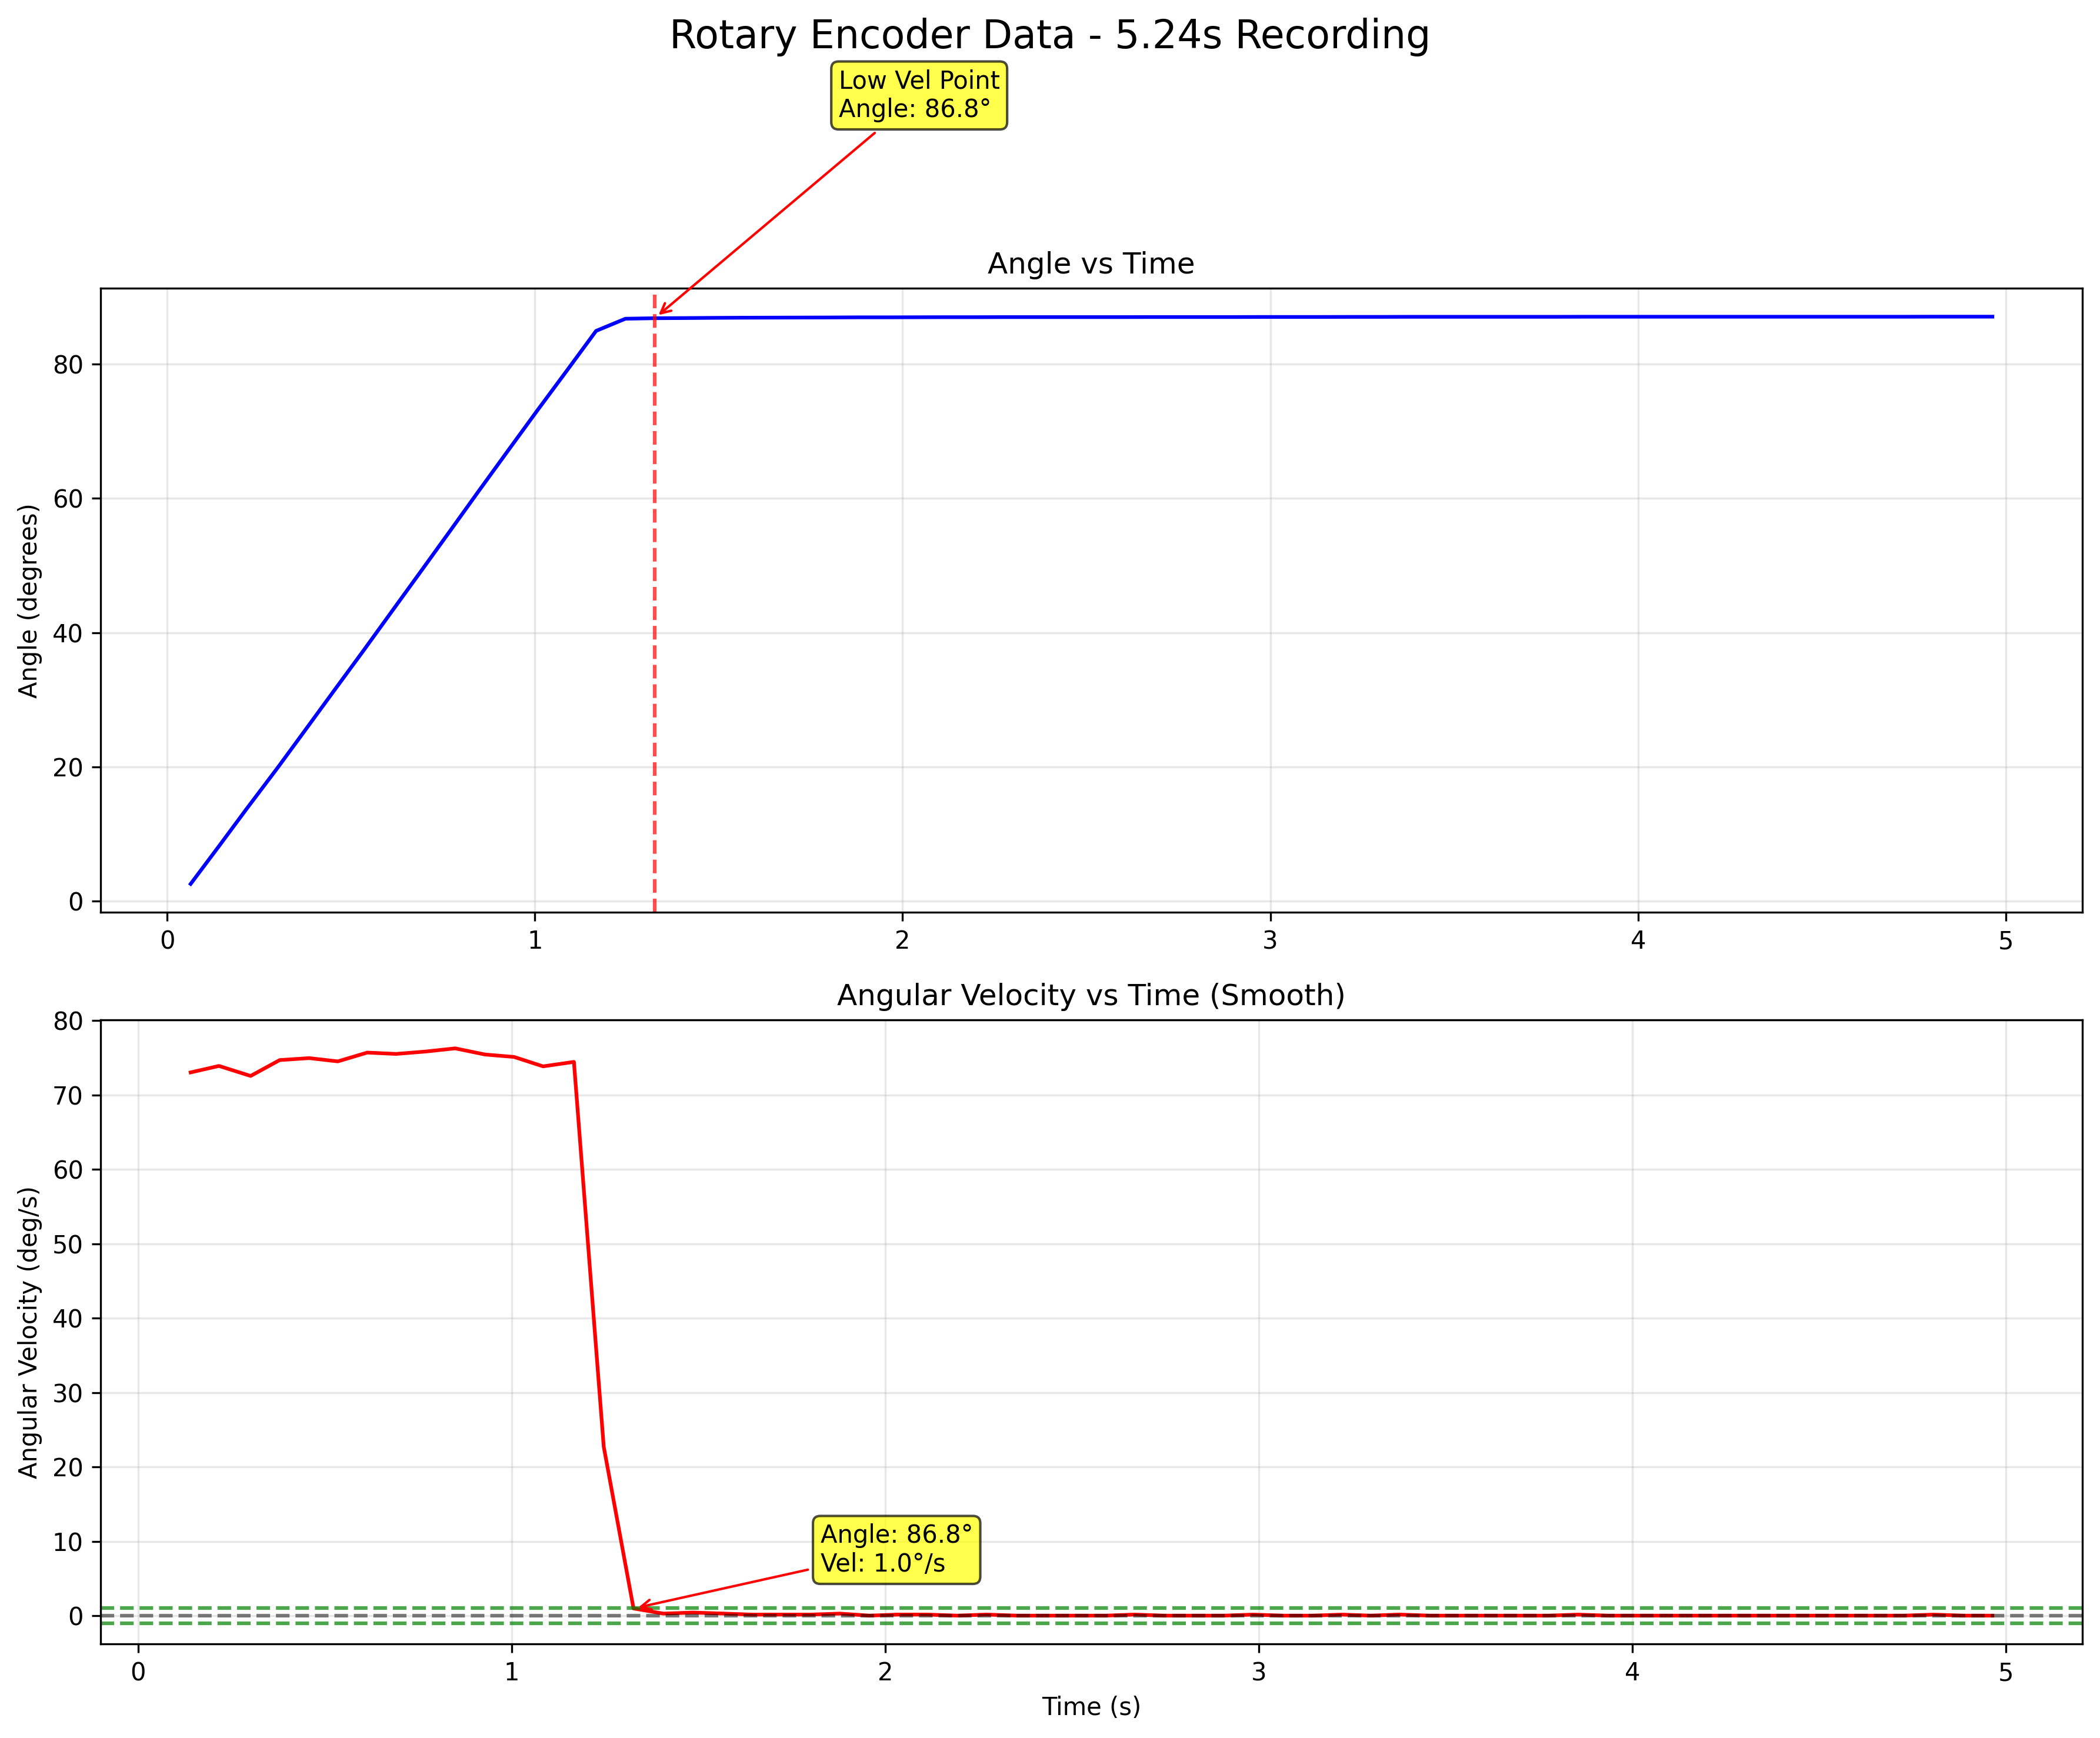 Rotary Encoder Data - 5.24s Recording
Low Vel Point
Angle: 86.8°
Angle vs Time
Angle (degrees)
80
60
40
20
0
0 1 2 3 4 5
Angular Velocity vs Time (Smooth)
Angular Velocity (deg/s)
80
70
60
50
40
30
20
10
0
Angle: 86.8°
Vel: 1.0°/s
0 1 2 3 4 5
Time (s)